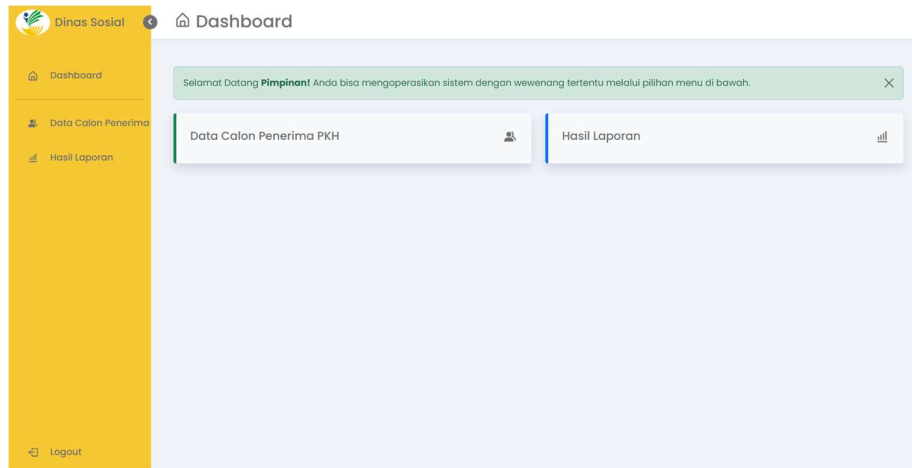 Dinas Sosial
Dashboard
Dashboard
Selamat Datang Pimpinan! Anda bisa mengoperasikan sistem dengan wewenang tertentu melalui pilihan menu di bawah.
Data Calon Penerima
Hasil Laporan
Data Calon Penerima PKH
Hasil Laporan
Logout